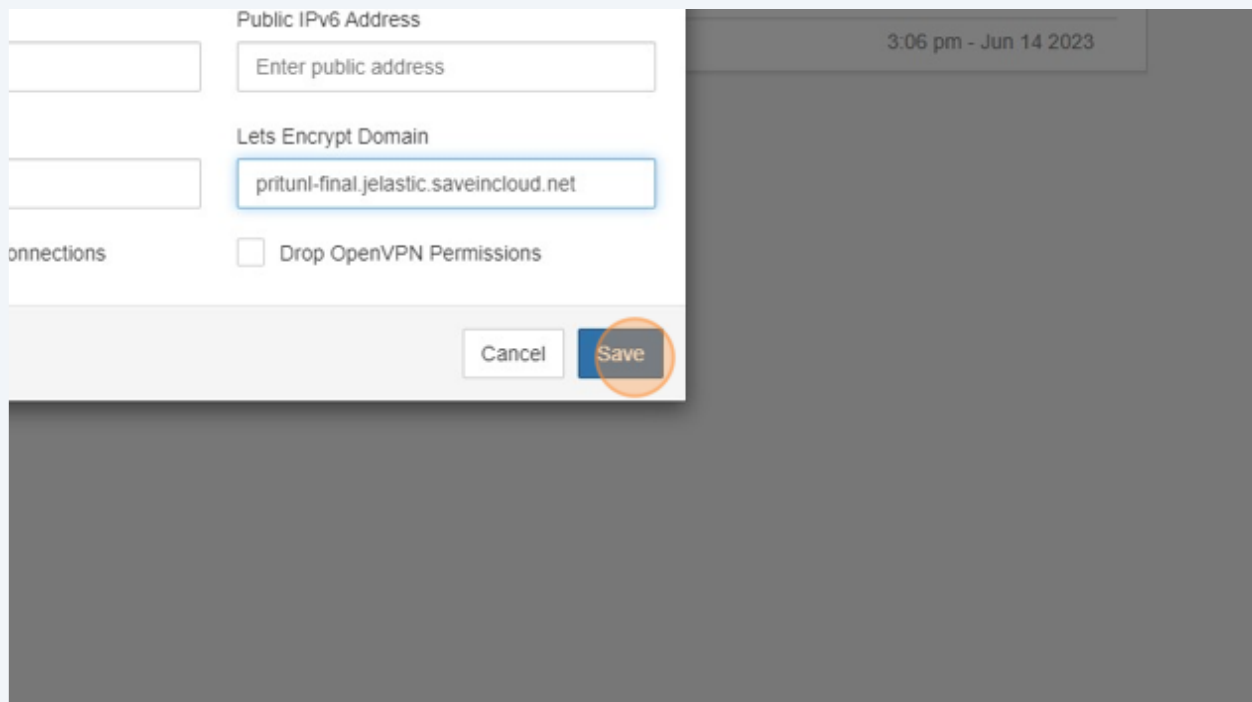 Public IPv6 Address
3:06 pm - Jun 14 2023
Enter public address
Lets Encrypt Domain
pritunl-final.jelastic.saveincloud.net
onnections
Drop OpenVPN Permissions
Cancel
Save